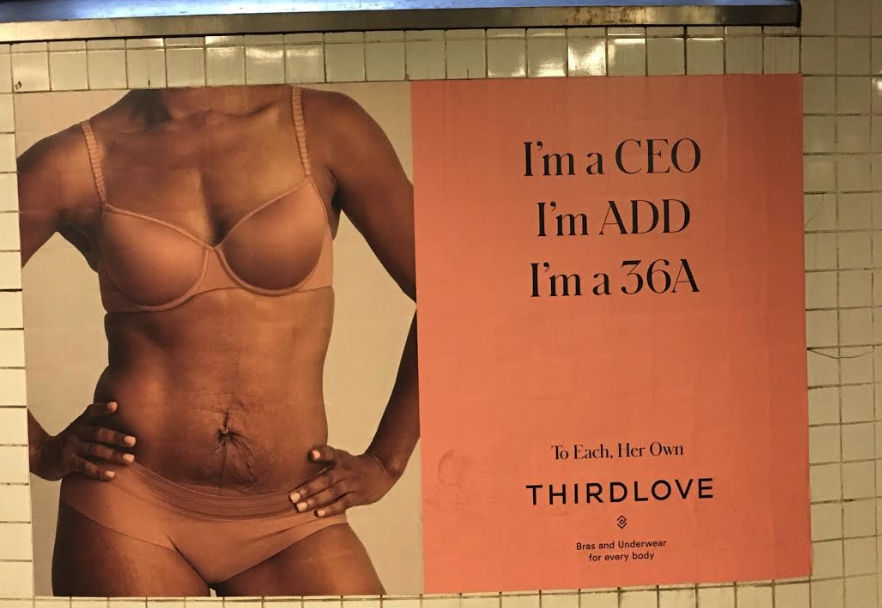 I'm a CEO
I'm ADD
I'm a 36A
To Each, Her Own
THIRDLOVE
Bras and Underwear
for every body